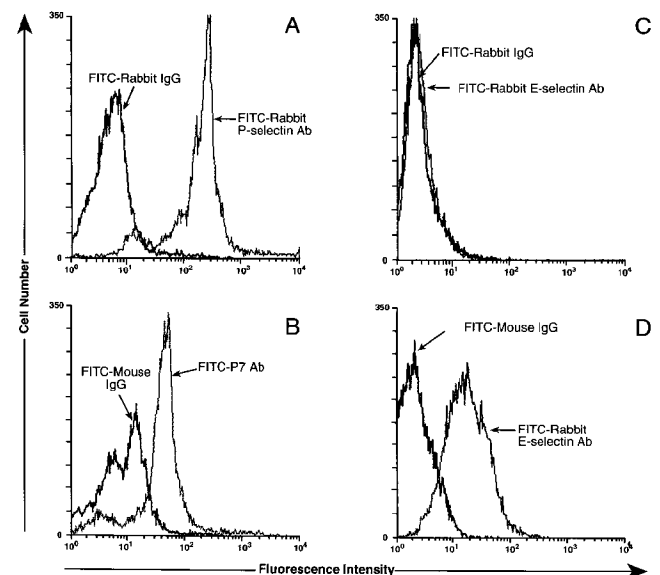 A
350
FITC-Rabbit IgG
FITC-Rabbit
P-selectin Ab
0
10⁰ 10¹ 10² 10³ 10⁴
C
350
FITC-Rabbit IgG
FITC-Rabbit E-selectin Ab
0
10⁰ 10¹ 10² 10³ 10⁴
Cell Number
B
350
FITC-Mouse
IgG
FITC-P7 Ab
0
10⁰ 10¹ 10² 10³ 10⁴
D
350
FITC-Mouse IgG
FITC-Rabbit
E-selectin Ab
0
10⁰ 10¹ 10² 10³ 10⁴
Fluorescence Intensity